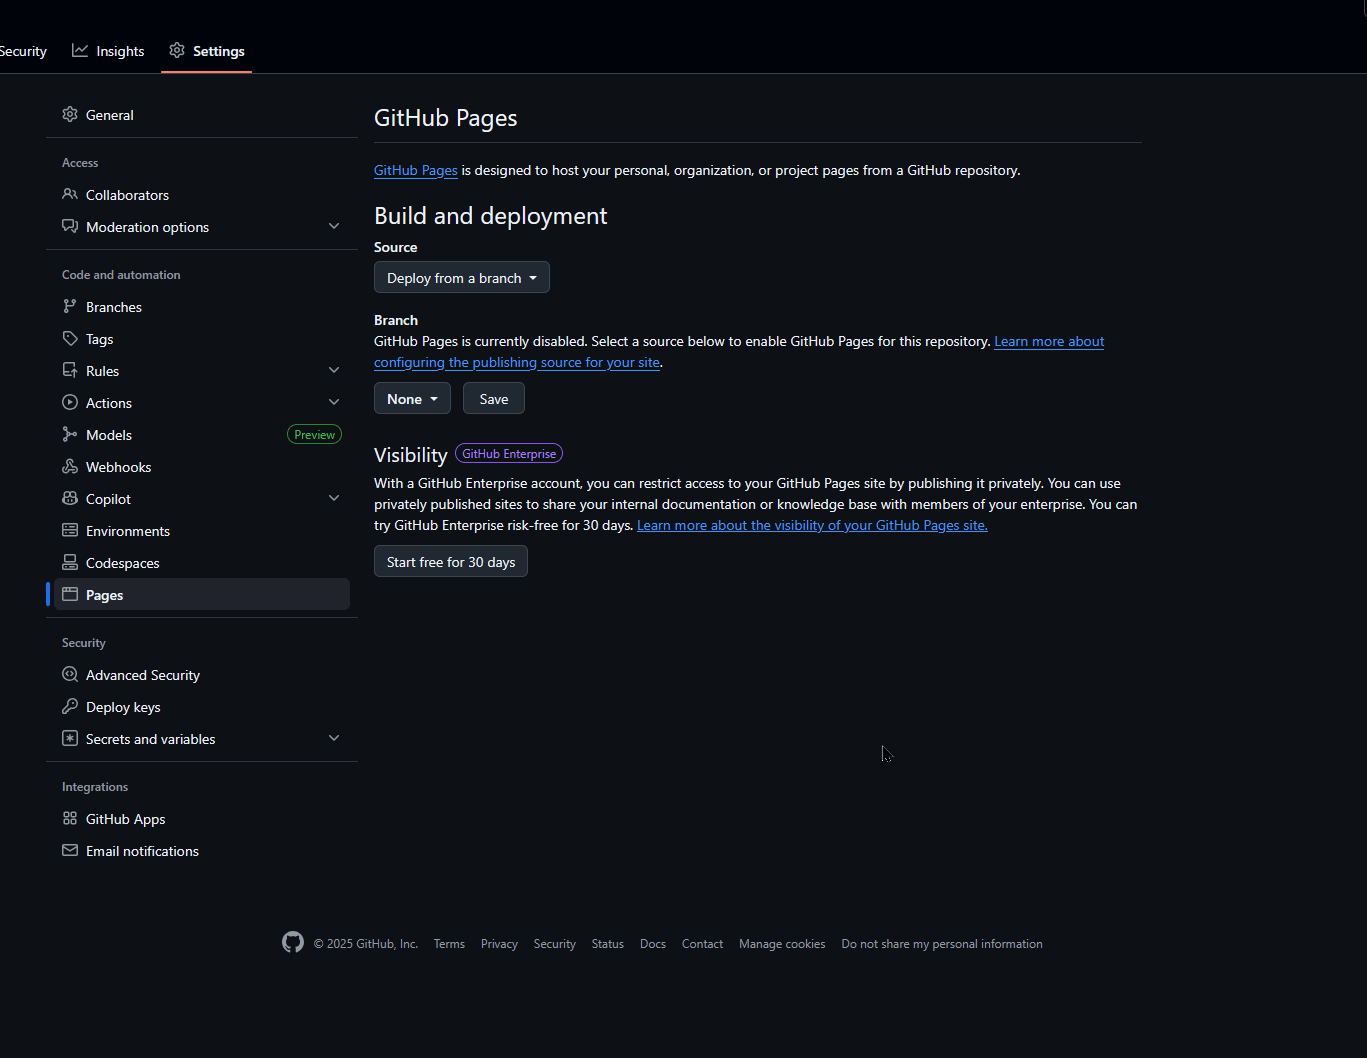 Security
Insights
Settings
General
Access
Collaborators
Moderation options
Code and automation
Branches
Tags
Rules
Actions
Models
Preview
Webhooks
Copilot
Environments
Codespaces
Pages
Security
Advanced Security
Deploy keys
Secrets and variables
Integrations
GitHub Apps
Email notifications
GitHub Pages
GitHub Pages is designed to host your personal, organization, or project pages from a GitHub repository.
Build and deployment
Source
Deploy from a branch
Branch
GitHub Pages is currently disabled. Select a source below to enable GitHub Pages for this repository. Learn more about
configuring the publishing source for your site.
None
Save
Visibility GitHub Enterprise
With a GitHub Enterprise account, you can restrict access to your GitHub Pages site by publishing it privately. You can use
privately published sites to share your internal documentation or knowledge base with members of your enterprise. You can
try GitHub Enterprise risk-free for 30 days. Learn more about the visibility of your GitHub Pages site.
Start free for 30 days
© 2025 GitHub, Inc. Terms Privacy Security Status Docs Contact Manage cookies Do not share my personal information